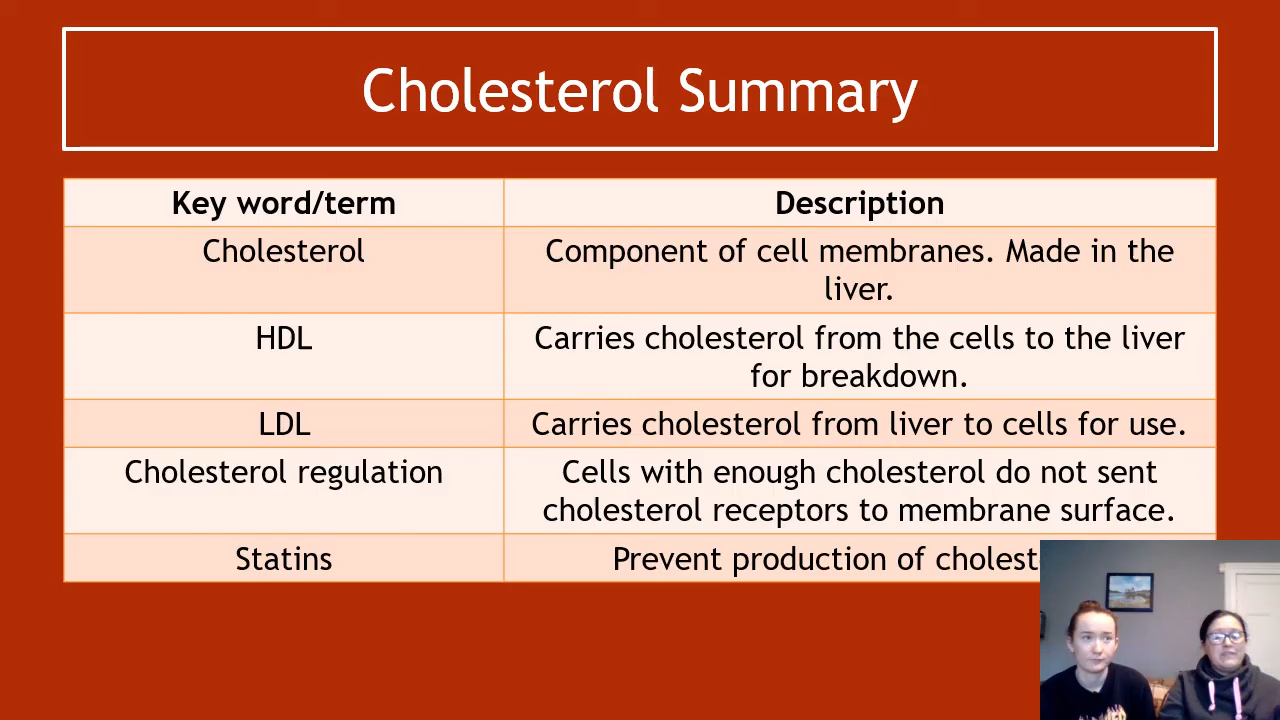 Cholesterol Summary
Key word/term
Description
Cholesterol
Component of cell membranes. Made in the
liver.
HDL
Carries cholesterol from the cells to the liver
for breakdown.
LDL
Carries cholesterol from liver to cells for use.
Cholesterol regulation
Cells with enough cholesterol do not sent
cholesterol receptors to membrane surface.
Statins
Prevent production of